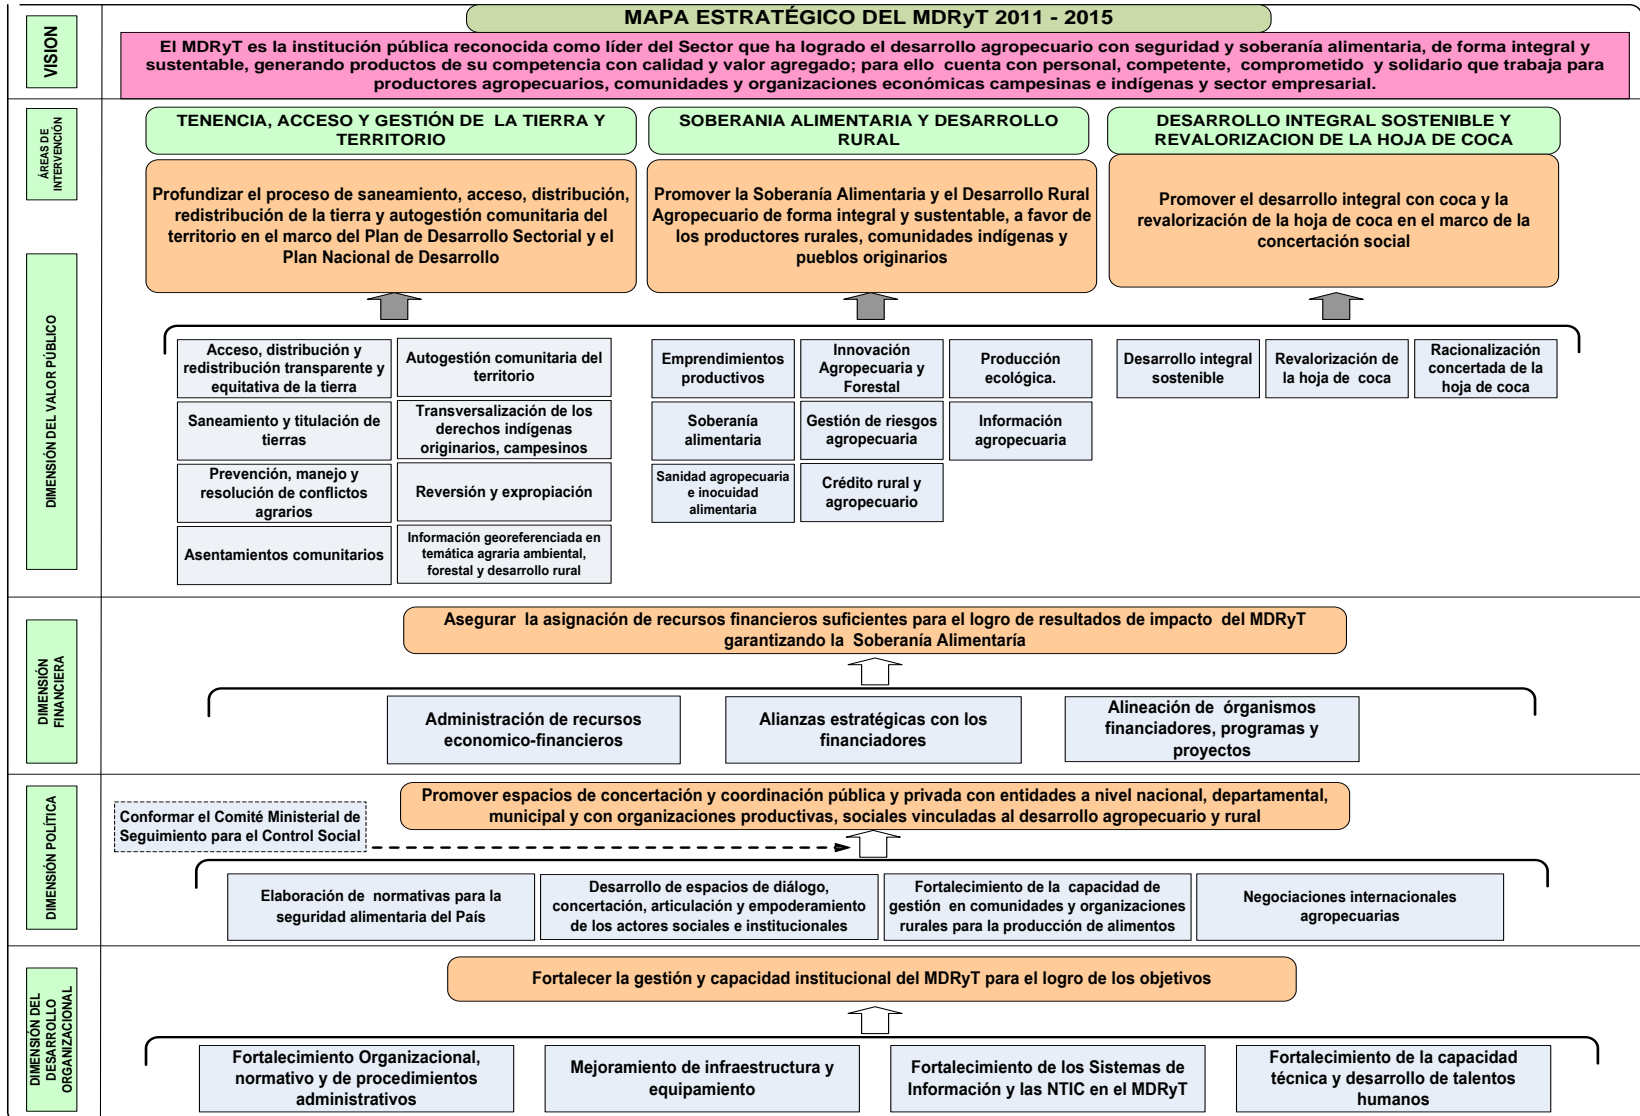 MAPA ESTRATÉGICO DEL MDRyT 2011 - 2015
VISION
El MDRyT es la institución pública reconocida como líder del Sector que ha logrado el desarrollo agropecuario con seguridad y soberanía alimentaria, de forma integral y
sustentable, generando productos de su competencia con calidad y valor agregado; para ello cuenta con personal, competente, comprometido y solidario que trabaja para
productores agropecuarios, comunidades y organizaciones económicas campesinas e indígenas y sector empresarial.
ÁREAS DE
INTERVENCIÓN
TENENCIA, ACCESO Y GESTIÓN DE LA TIERRA Y
TERRITORIO
SOBERANIA ALIMENTARIA Y DESARROLLO
RURAL
DESARROLLO INTEGRAL SOSTENIBLE Y
REVALORIZACION DE LA HOJA DE COCA
Profundizar el proceso de saneamiento, acceso, distribución,
redistribución de la tierra y autogestión comunitaria del
territorio en el marco del Plan de Desarrollo Sectorial y el
Plan Nacional de Desarrollo
Promover la Soberanía Alimentaria y el Desarrollo Rural
Agropecuario de forma integral y sustentable, a favor de
los productores rurales, comunidades indígenas y
pueblos originarios
Promover el desarrollo integral con coca y la
revalorización de la hoja de coca en el marco de la
concertación social
DIMENSIÓN DEL VALOR PÚBLICO
Acceso, distribución y
redistribución transparente y
equitativa de la tierra
Autogestión comunitaria del
territorio
Saneamiento y titulación de
tierras
Transversalización de los
derechos indígenas
originarios, campesinos
Prevención, manejo y
resolución de conflictos
agrarios
Reversión y expropiación
Asentamientos comunitarios
Información georeferenciada en
temática agraria ambiental,
forestal y desarrollo rural
Emprendimientos
productivos
Innovación
Agropecuaria y
Forestal
Producción
ecológica.
Soberanía
alimentaria
Gestión de riesgos
agropecuaria
Información
agropecuaria
Sanidad agropecuaria
e inocuidad
alimentaria
Crédito rural y
agropecuario
Desarrollo integral
sostenible
Revalorización de
la hoja de coca
Racionalización
concertada de la
hoja de coca
DIMENSIÓN
FINANCIERA
Asegurar la asignación de recursos financieros suficientes para el logro de resultados de impacto del MDRyT
garantizando la Soberanía Alimentaría
Administración de recursos
economico-financieros
Alianzas estratégicas con los
financiadores
Alineación de órganismos
financiadores, programas y
proyectos
DIMENSIÓN POLÍTICA
Conformar el Comité Ministerial de
Seguimiento para el Control Social
Promover espacios de concertación y coordinación pública y privada con entidades a nivel nacional, departamental,
municipal y con organizaciones productivas, sociales vinculadas al desarrollo agropecuario y rural
Elaboración de normativas para la
seguridad alimentaria del País
Desarrollo de espacios de diálogo,
concertación, articulación y empoderamiento
de los actores sociales e institucionales
Fortalecimiento de la capacidad de
gestión en comunidades y organizaciones
rurales para la producción de alimentos
Negociaciones internacionales
agropecuarias
DIMENSIÓN DEL
DESARROLLO
ORGANIZACIONAL
Fortalecer la gestión y capacidad institucional del MDRyT para el logro de los objetivos
Fortalecimiento Organizacional,
normativo y de procedimientos
administrativos
Mejoramiento de infraestructura y
equipamiento
Fortalecimiento de los Sistemas de
Información y las NTIC en el MDRyT
Fortalecimiento de la capacidad
técnica y desarrollo de talentos
humanos